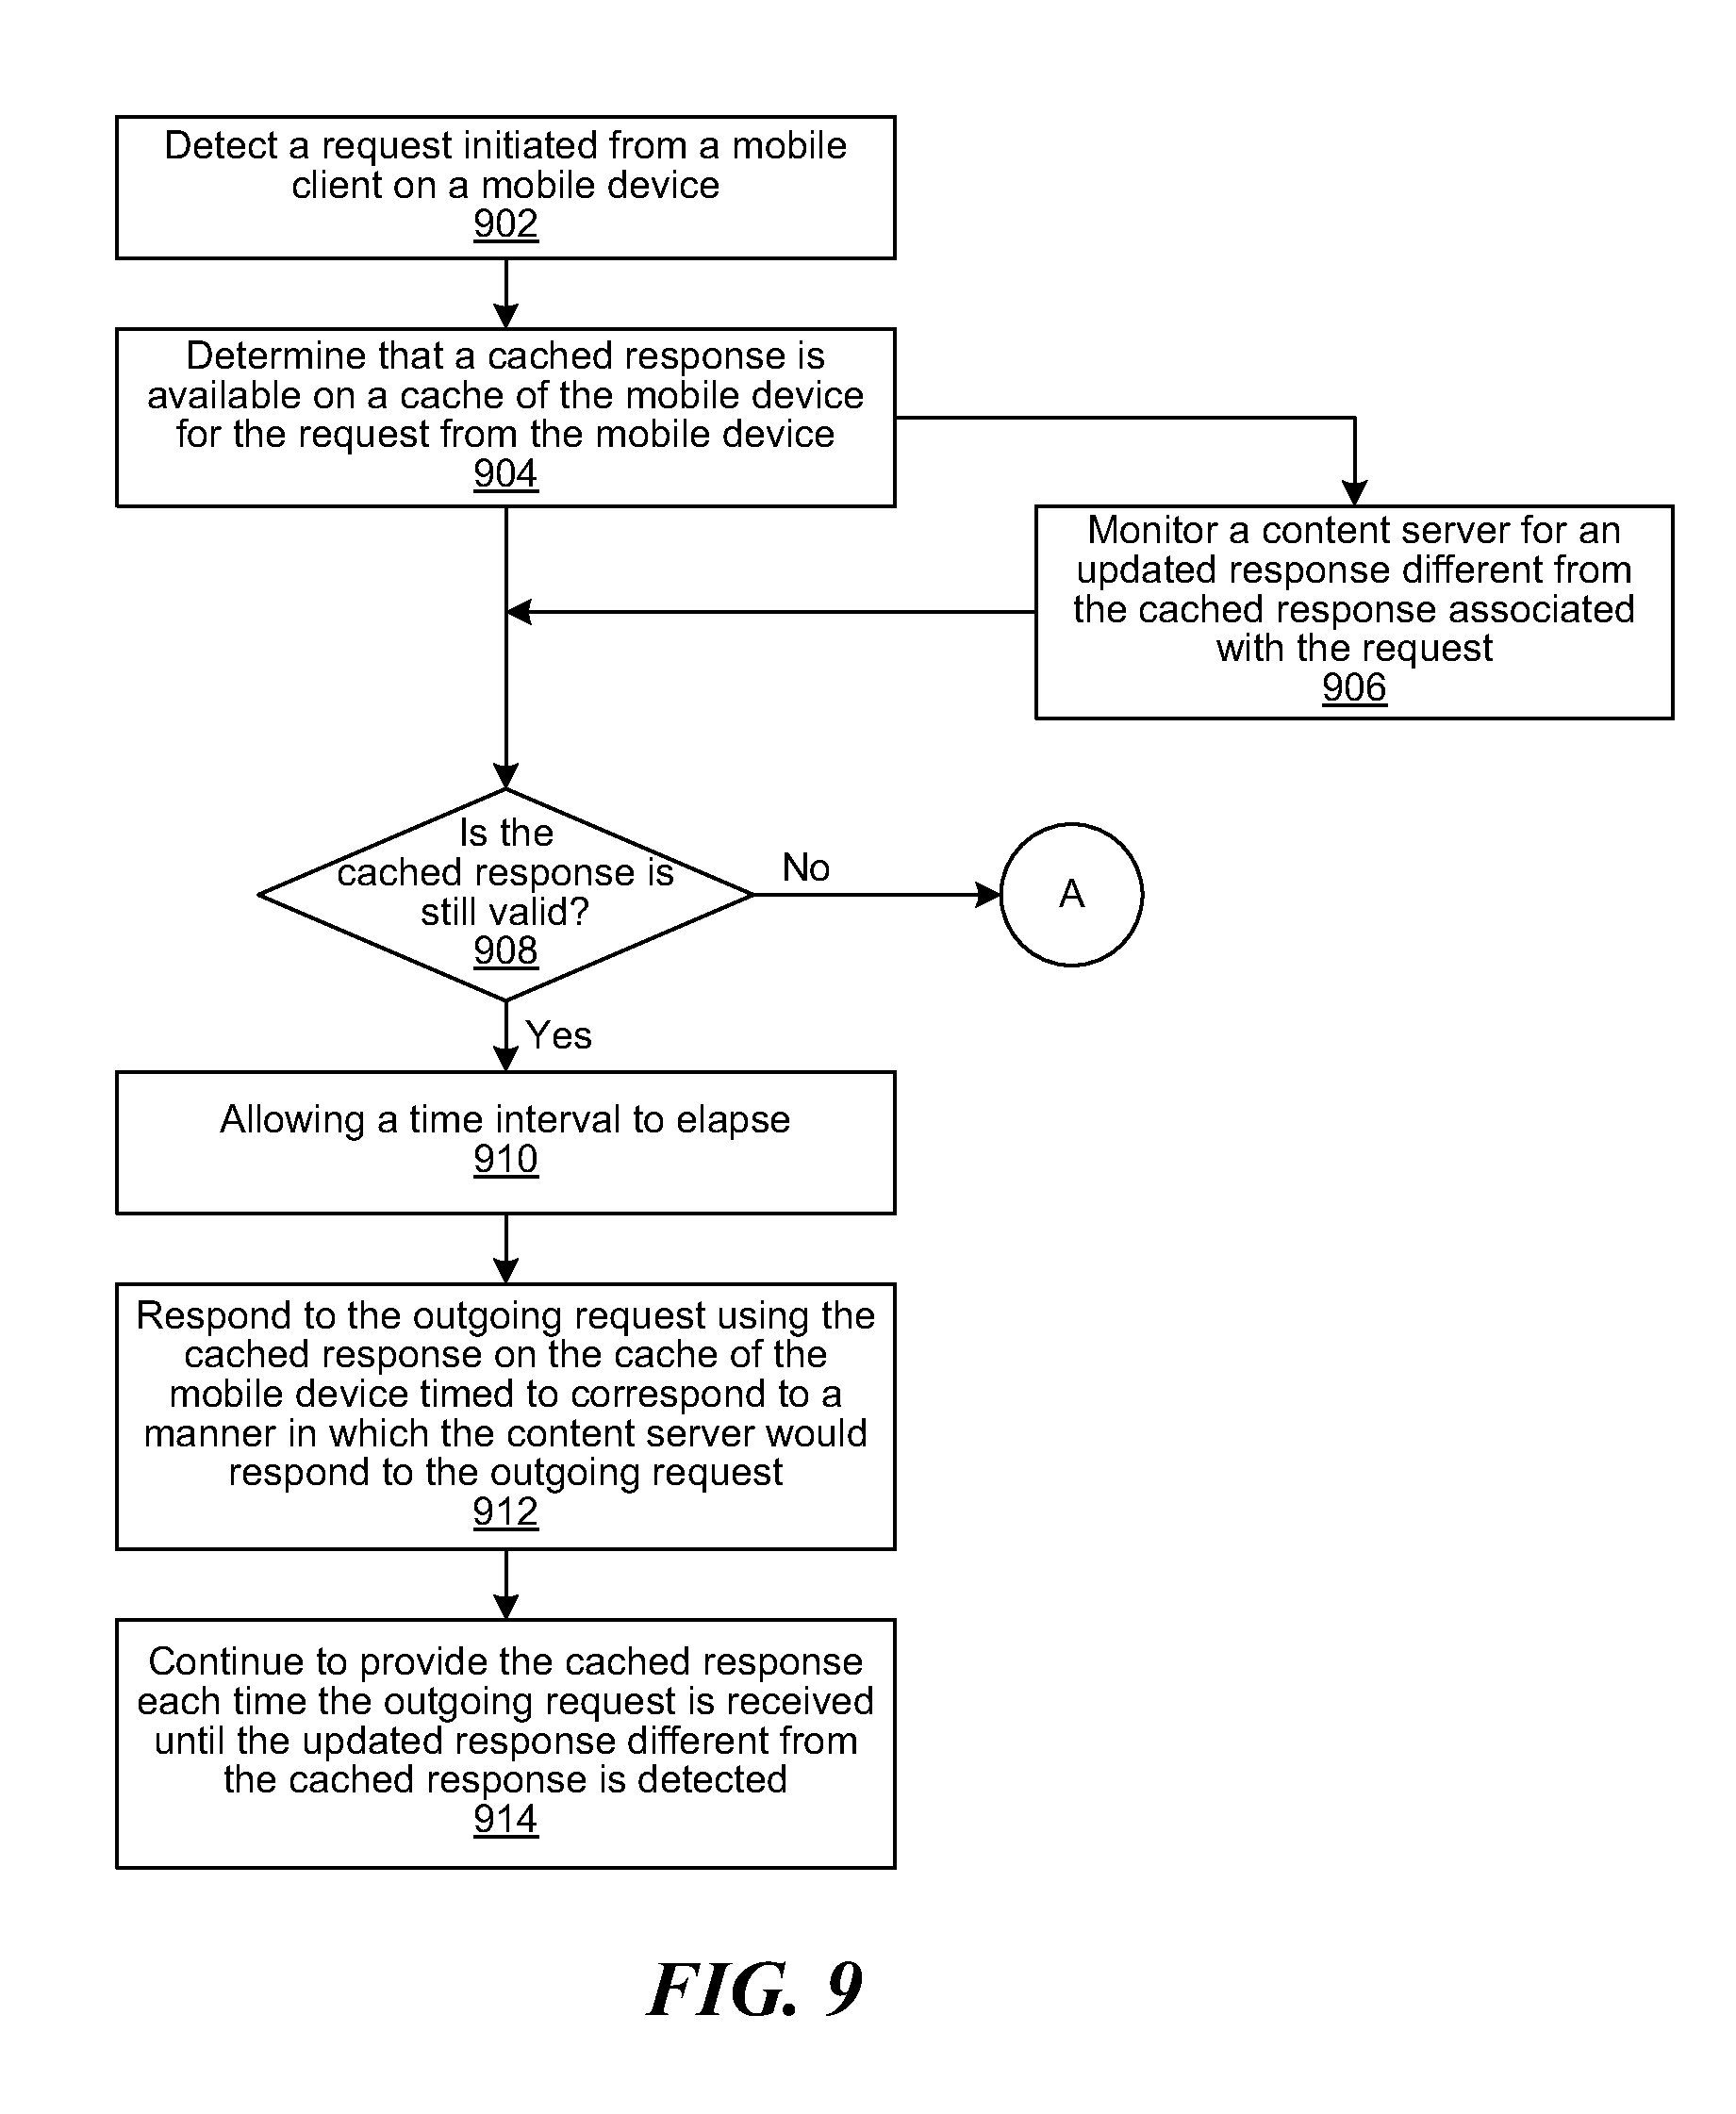 Detect a request initiated from a mobile
client on a mobile device
902
Determine that a cached response is
available on a cache of the mobile device
for the request from the mobile device
904
Monitor a content server for an
updated response different from
the cached response associated
with the request
906
Is the
cached response is
still valid?
908
No
A
Yes
Allowing a time interval to elapse
910
Respond to the outgoing request using the
cached response on the cache of the
mobile device timed to correspond to a
manner in which the content server would
respond to the outgoing request
912
Continue to provide the cached response
each time the outgoing request is received
until the updated response different from
the cached response is detected
914
FIG. 9